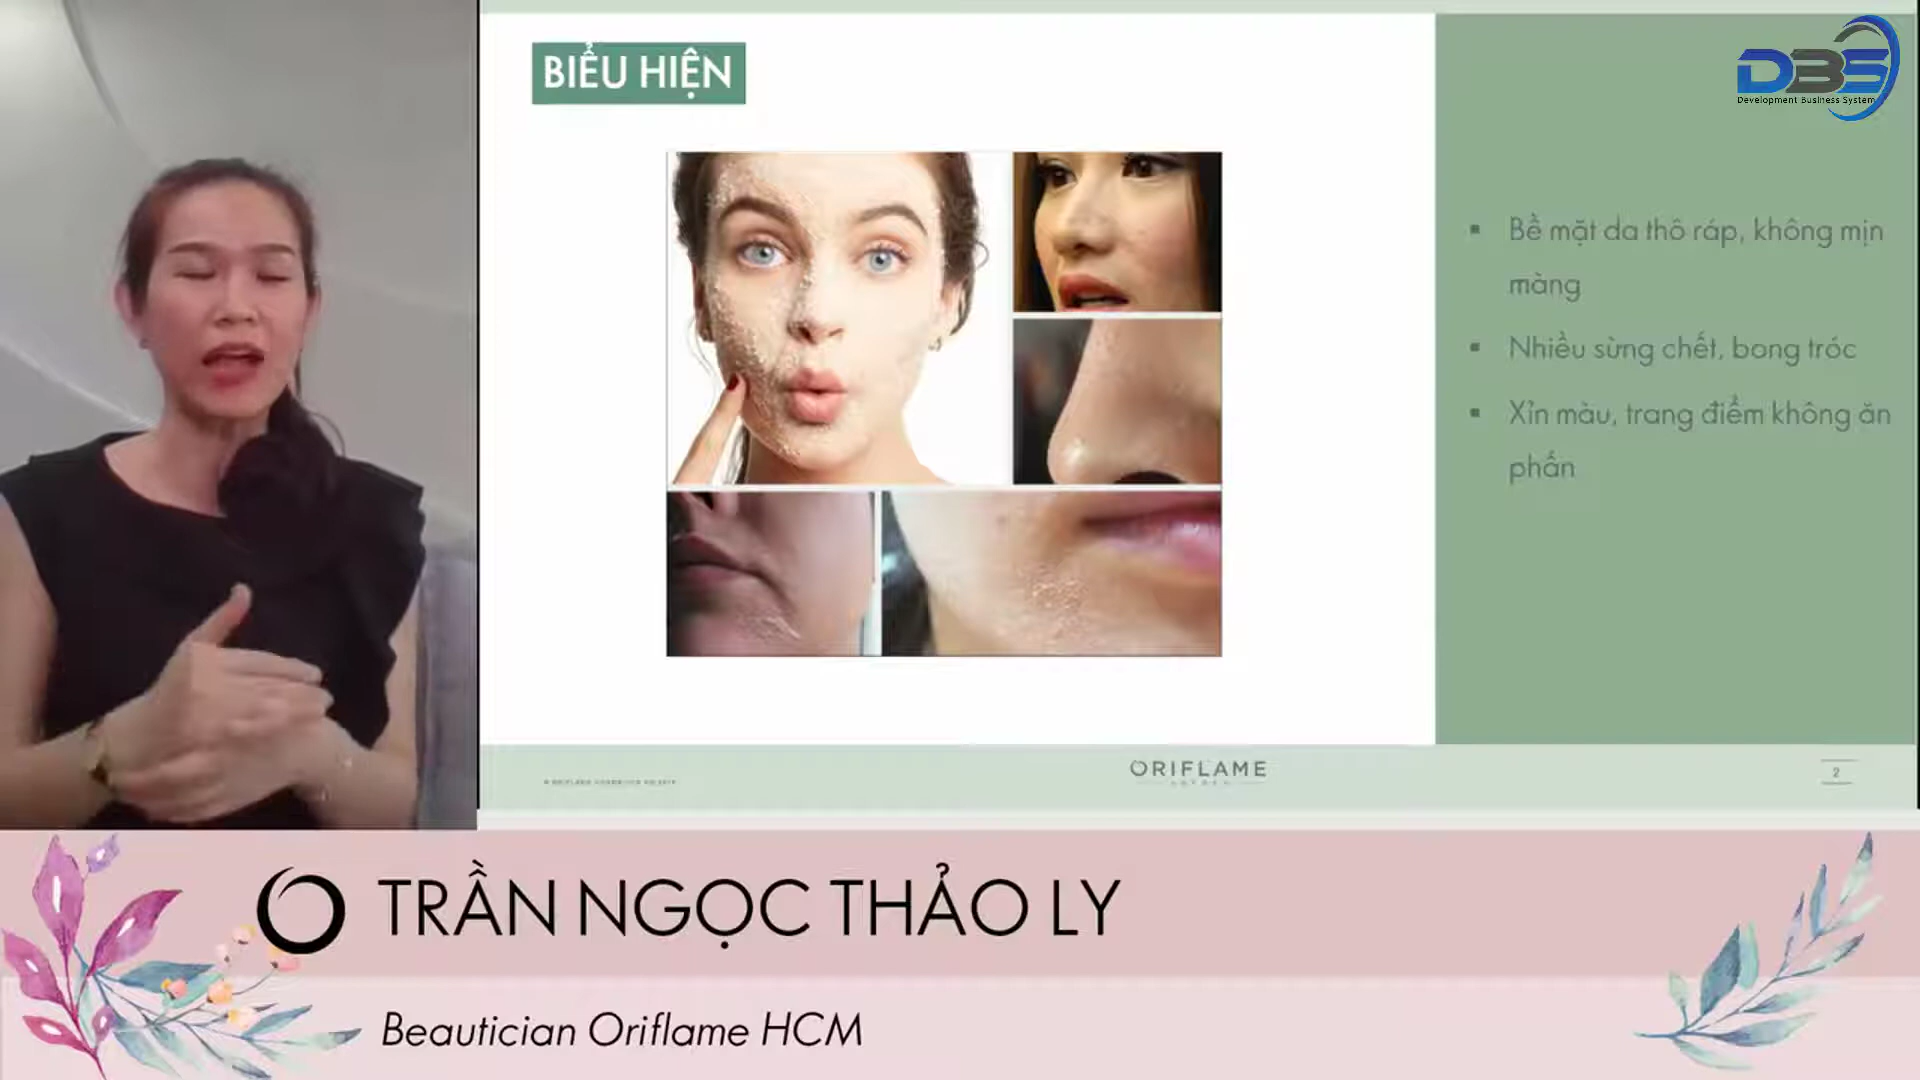 BIỂU HIỆN
DBS
Development Business System
▪ Bề mặt da thô ráp, không mịn
màng
▪ Nhiều sừng chết, bong tróc
▪ Xỉn màu, trang điểm không ăn
phấn
ORIFLAME
2
TRẦN NGỌC THẢO LY
Beautician Oriflame HCM